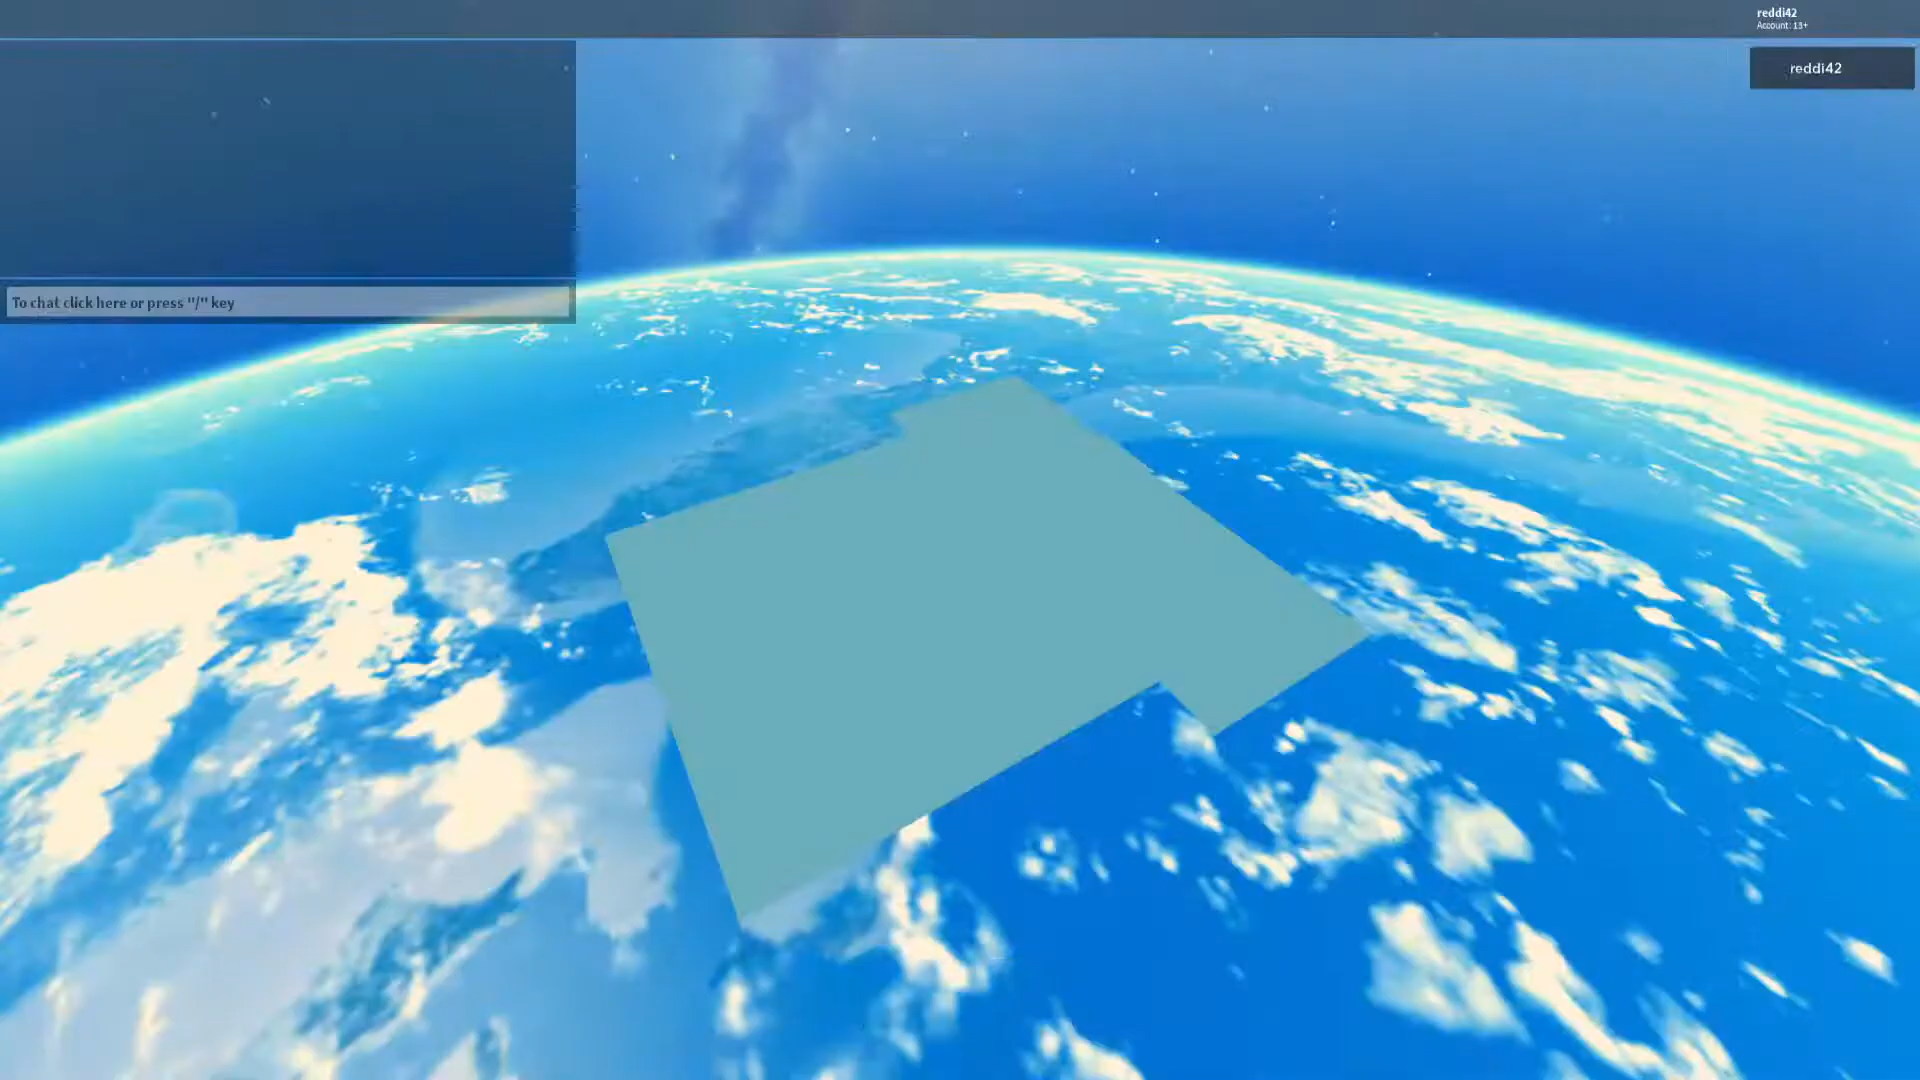 reddi42
Account: 13+
reddi42
To chat click here or press "/" key